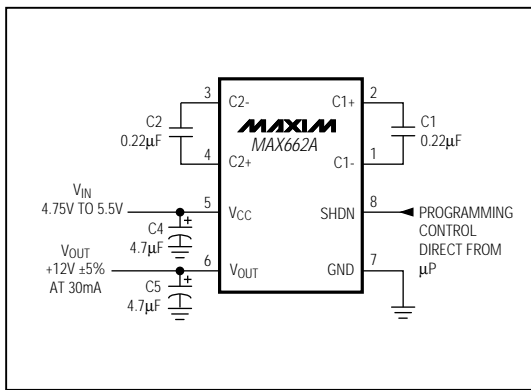 3
C2-
C1+
2
C2
0.22µF
MAXIM
MAX662A
C1
0.22µF
4
C2+
C1-
1
VIN
4.75V TO 5.5V
5
VCC
SHDN
8
PROGRAMMING
CONTROL
DIRECT FROM
µP
C4
4.7µF
VOUT
+12V ±5%
AT 30mA
6
VOUT
GND
7
C5
4.7µF